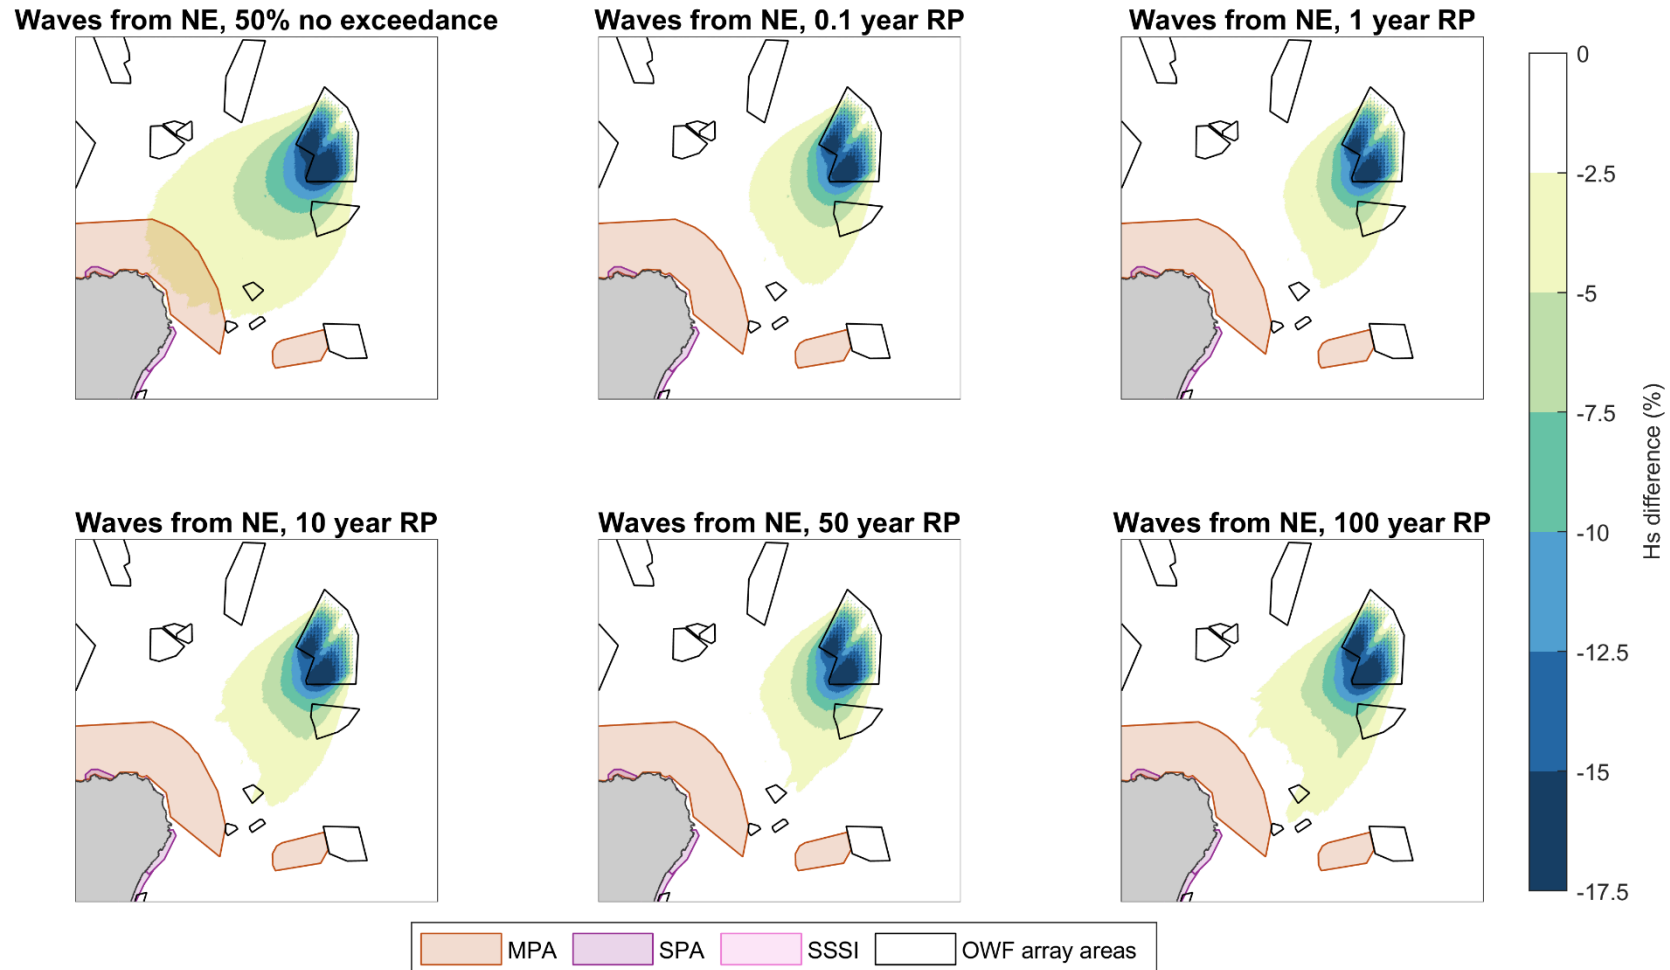 Waves from NE, 50% no exceedance
Waves from NE, 0.1 year RP
Waves from NE, 1 year RP
0
-2.5
-5
-7.5
-10
-12.5
-15
-17.5
Hs difference (%)
Waves from NE, 10 year RP
Waves from NE, 50 year RP
Waves from NE, 100 year RP
MPA
SPA
SSSI
OWF array areas